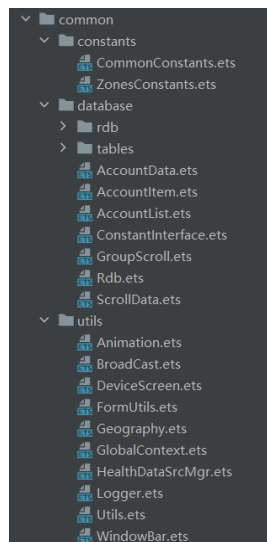 common
constants
CommonConstants.ets
ZonesConstants.ets
database
rdb
tables
AccountData.ets
AccountItem.ets
AccountList.ets
ConstantInterface.ets
GroupScroll.ets
Rdb.ets
ScrollData.ets
utils
Animation.ets
BroadCast.ets
DeviceScreen.ets
FormUtils.ets
Geography.ets
GlobalContext.ets
HealthDataSrcMgr.ets
Logger.ets
Utils.ets
WindowBar.ets